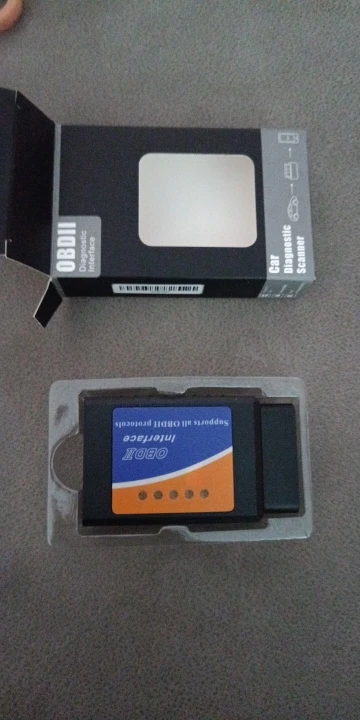 OBDII
Diagnostic
Interface
Car
Diagnostic
Scanner
OBDII
Interface
Supports all OBDII protocols